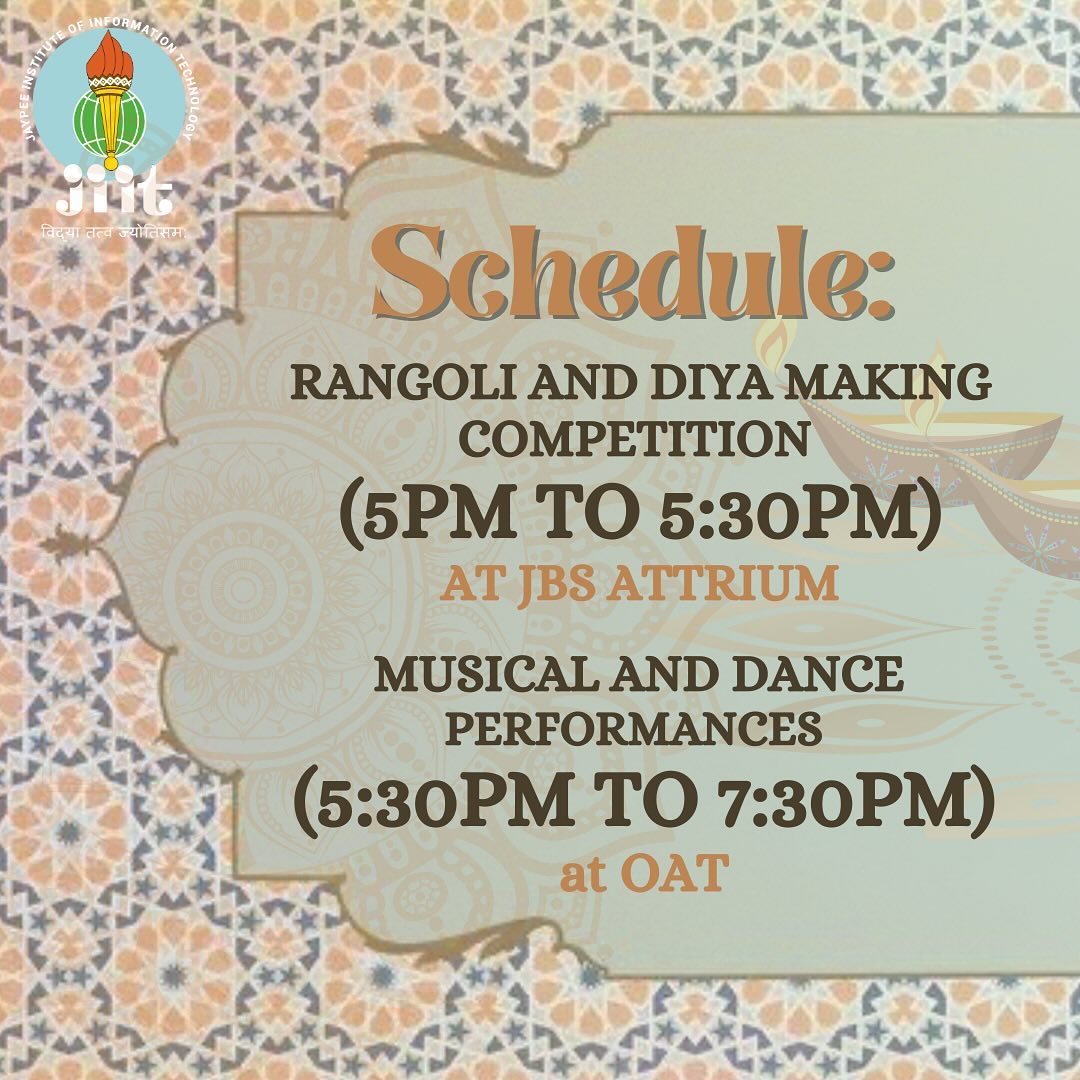 JAYPEE INSTITUTE OF INFORMATION TECHNOLOGY
jiit
विद्या तत्व ज्योतिसम:
Schedule:
RANGOLI AND DIYA MAKING
COMPETITION
(5PM TO 5:30PM)
AT JBS ATTRIUM
MUSICAL AND DANCE
PERFORMANCES
(5:30PM TO 7:30PM)
at OAT